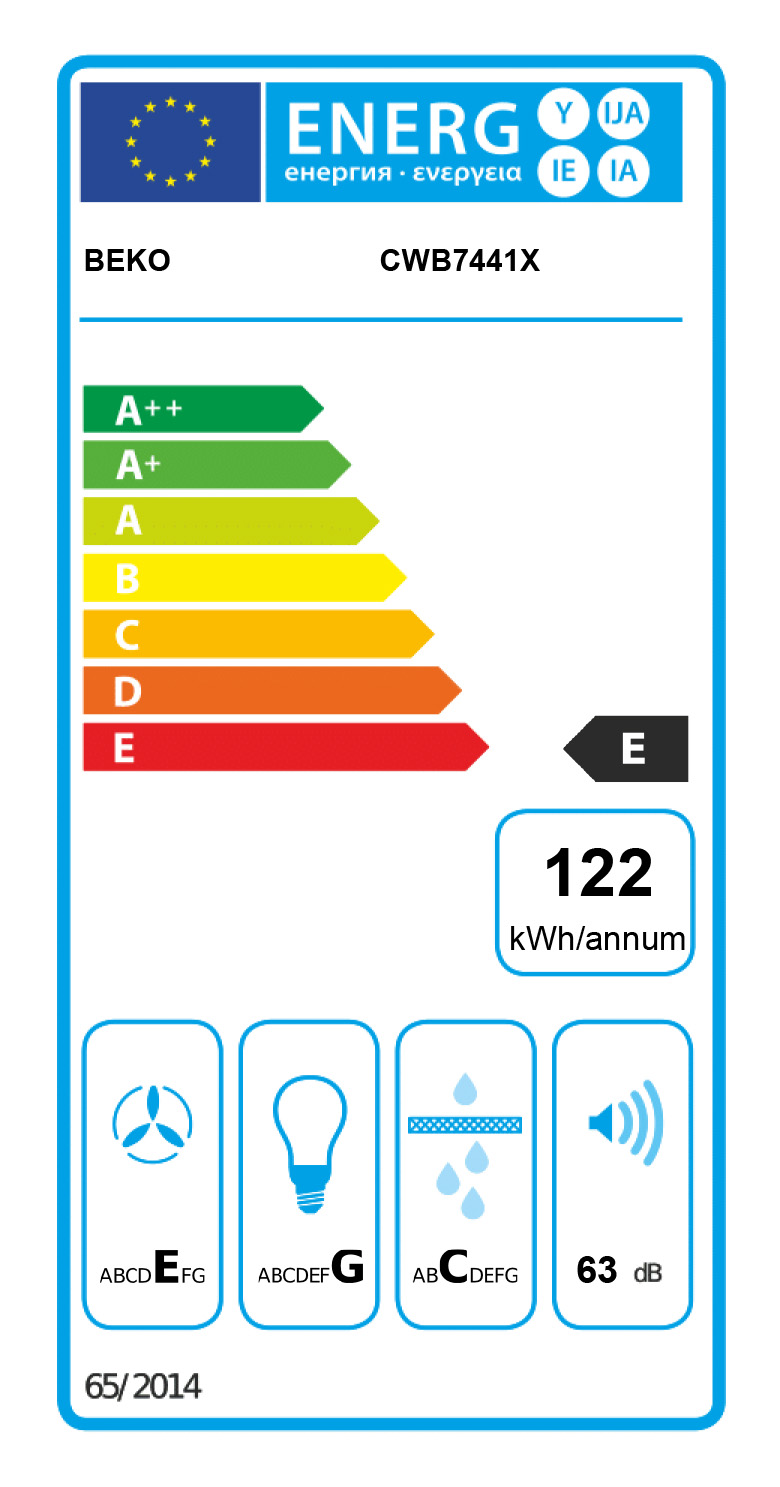 ENERG Y IJA
енергия · ενεργεια IE IA
BEKO CWB7441X
A++
A+
A
B
C
D
E E
122
kWh/annum
ABCDEFG ABCDEFG ABCDEFG 63 dB
65/2014